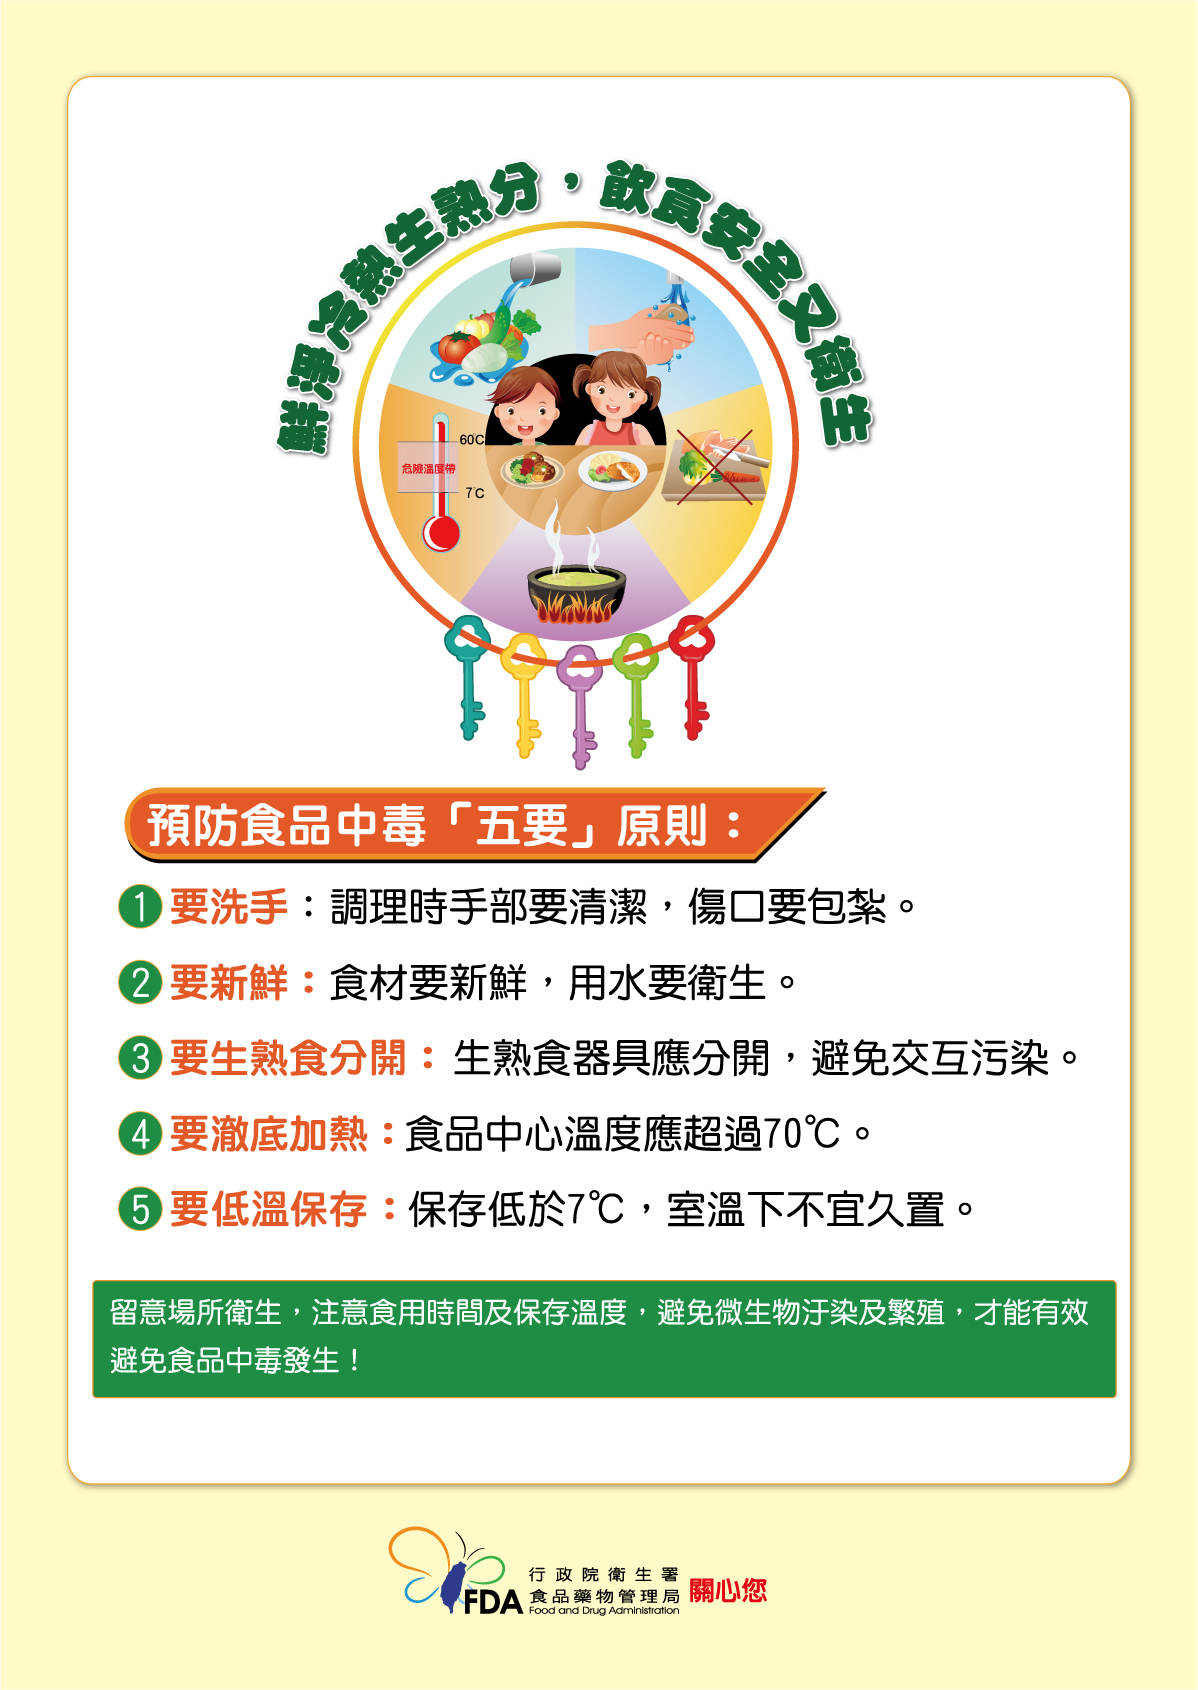 謹慎冷熱生熟分，飲食安全又衛生
60℃
危險溫度帶
7℃
預防食品中毒「五要」原則：
1 要洗手：調理時手部要清潔，傷口要包紮。
2 要新鮮：食材要新鮮，用水要衛生。
3 要生熟食分開：生熟食器具應分開，避免交互污染。
4 要澈底加熱：食品中心溫度應超過70℃。
5 要低溫保存：保存低於7℃，室溫下不宜久置。
留意場所衛生，注意食用時間及保存溫度，避免微生物汙染及繁殖，才能有效
避免食品中毒發生！
行政院衛生署
FDA 食品藥物管理局 關心您
Food and Drug Administration